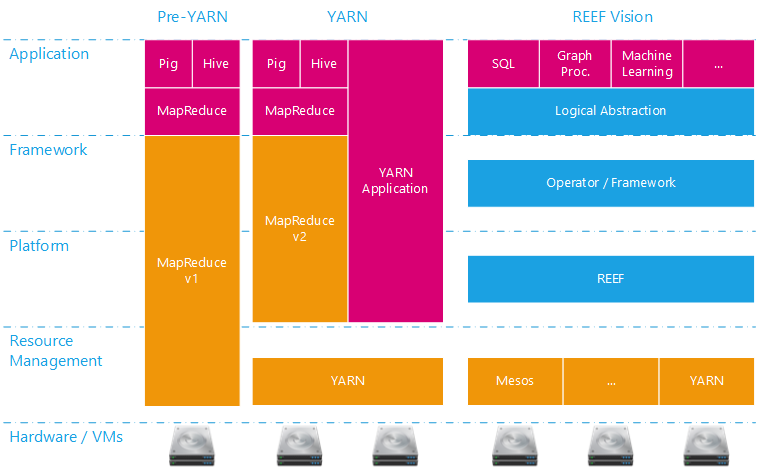 Pre-YARN
YARN
REEF Vision
Application
Pig
Hive
Pig
Hive
SQL
Graph
Proc.
Machine
Learning
...
MapReduce
MapReduce
Logical Abstraction
Framework
YARN
Application
Operator / Framework
MapReduce
v2
Platform
MapReduce
v1
REEF
Resource
Management
YARN
Mesos
...
YARN
Hardware / VMs